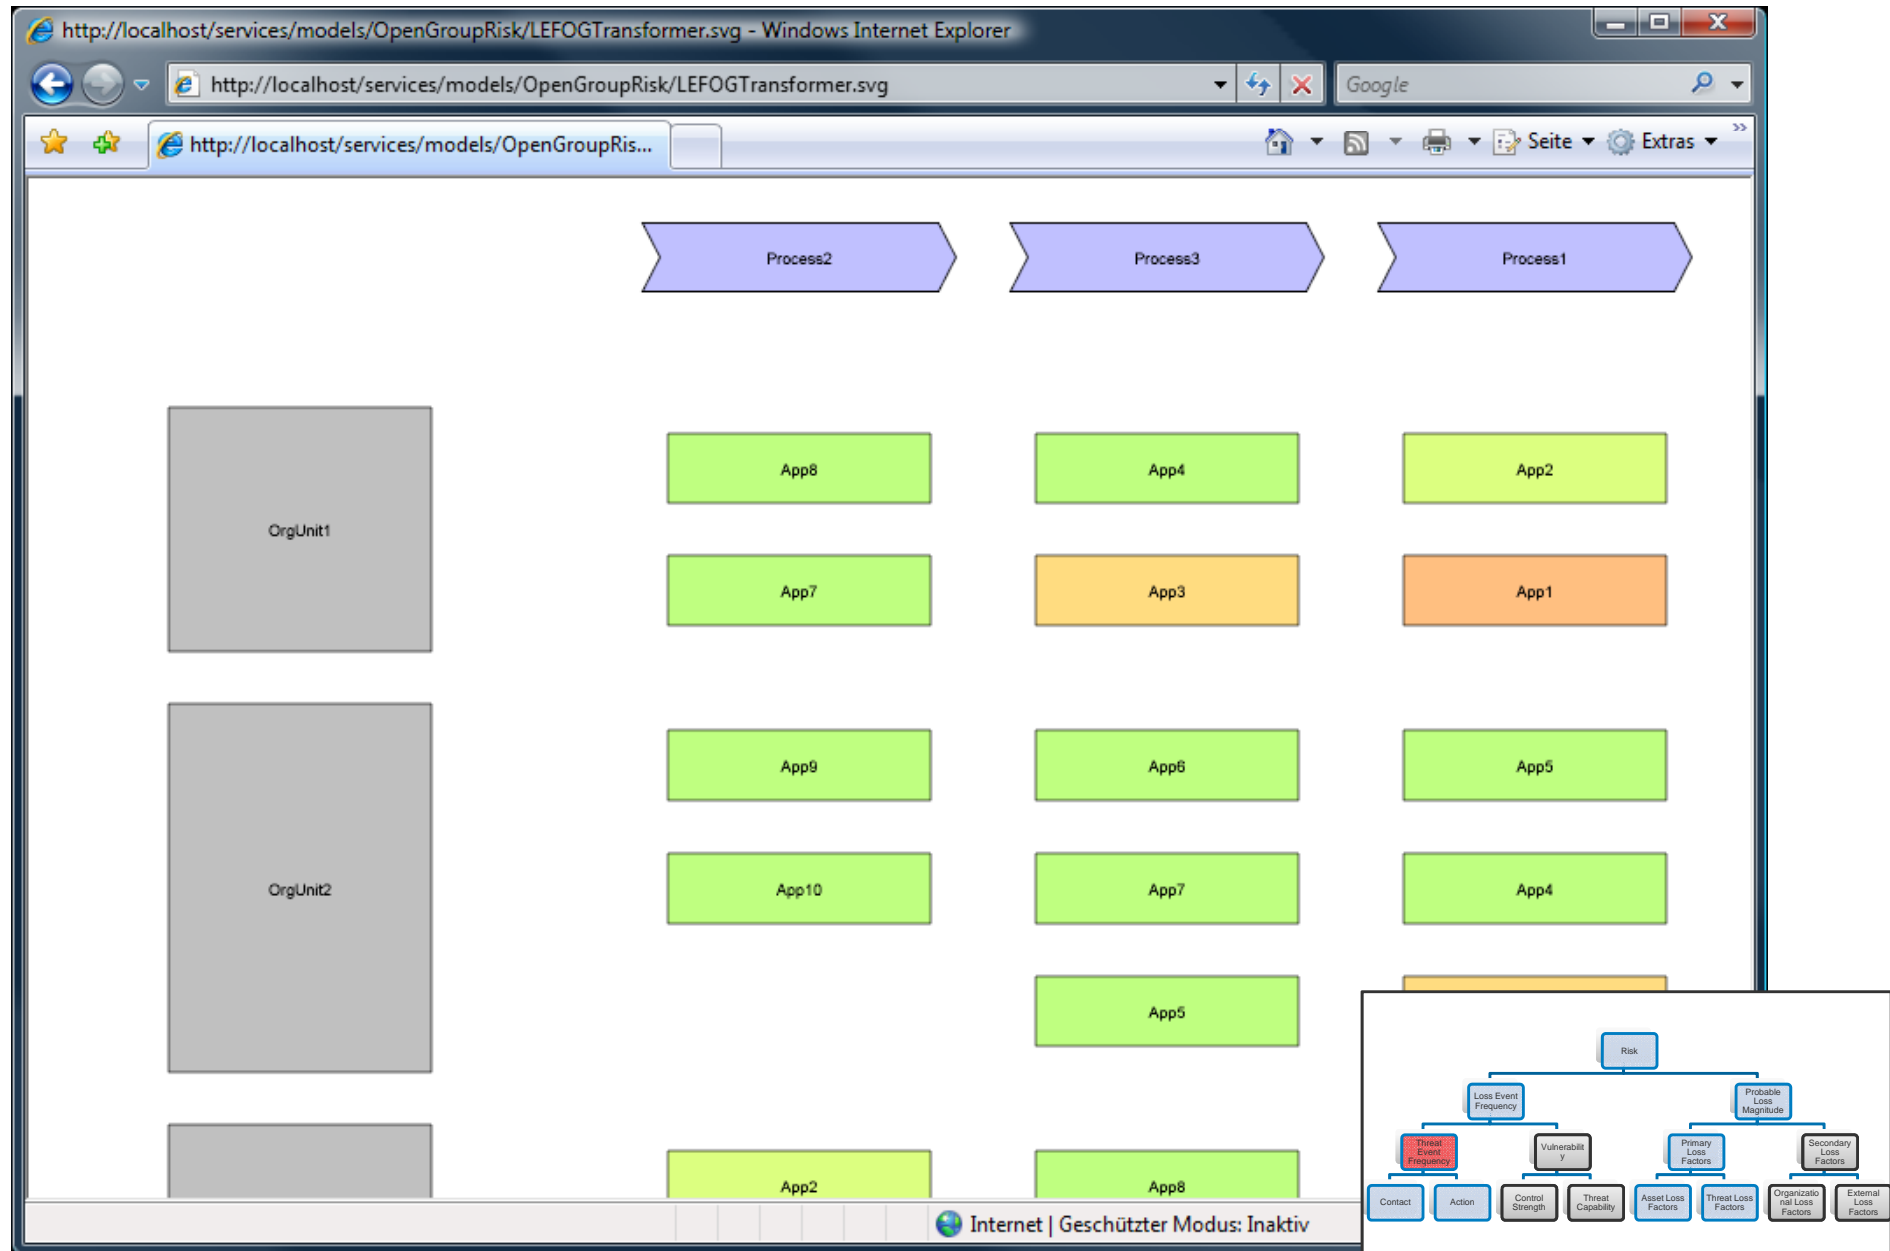 http://localhost/services/models/OpenGroupRisk/LEFOGTransformer.svg - Windows Internet Explorer
http://localhost/services/models/OpenGroupRisk/LEFOGTransformer.svg
Google
http://localhost/services/models/OpenGroupRis...
Seite
Extras
Process2
Process3
Process1
OrgUnit1
App8
App4
App2
App7
App3
App1
OrgUnit2
App9
App6
App5
App10
App7
App4
App5
App2
App8
Risk
Loss Event
Frequency
Probable
Loss
Magnitude
Threat
Event
Frequency
Vulnerabilit
y
Primary
Loss
Factors
Secondary
Loss
Factors
Contact
Action
Control
Strength
Threat
Capability
Asset Loss
Factors
Threat Loss
Factors
Organizatio
nal Loss
Factors
External
Loss
Factors
Internet | Geschützter Modus: Inaktiv